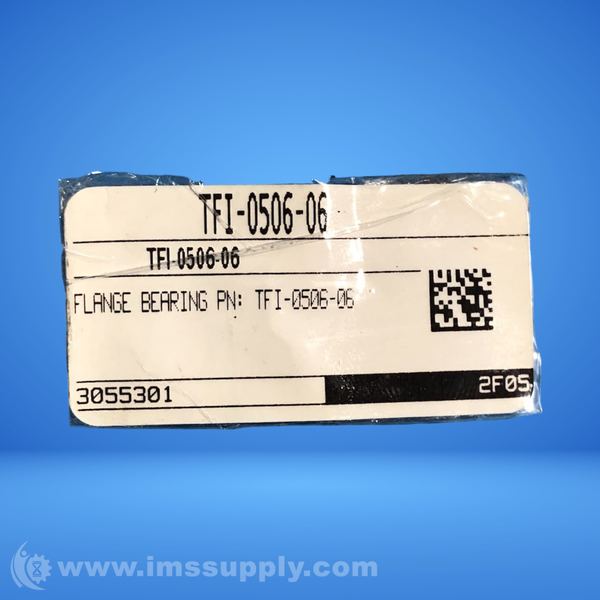 TFI-0506-06
TFI-0506-06
FLANGE BEARING PN: TFI-0506-06
3055301 2F05
www.imssupply.com